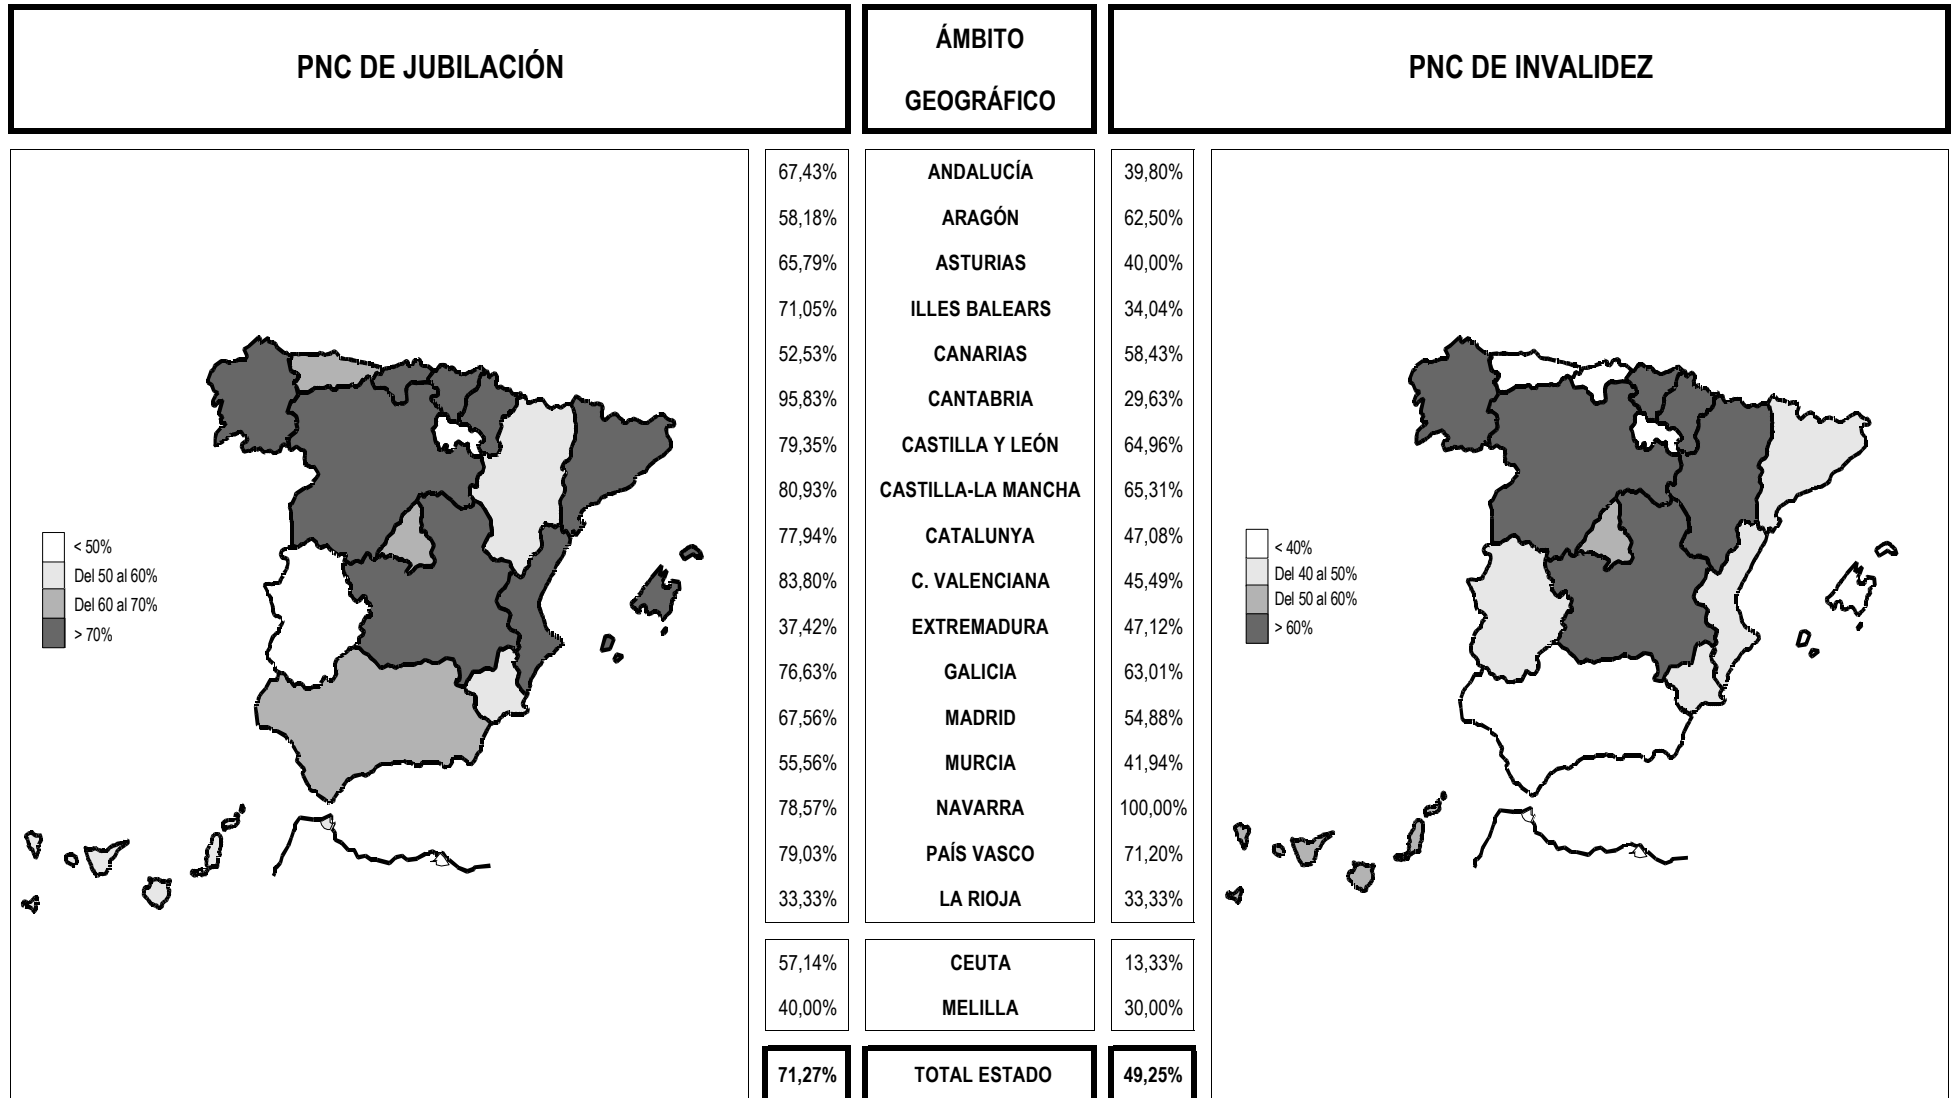 PNC DE JUBILACIÓN
ÁMBITO
GEOGRÁFICO
PNC DE INVALIDEZ
67,43% ANDALUCÍA 39,80%
58,18% ARAGÓN 62,50%
65,79% ASTURIAS 40,00%
71,05% ILLES BALEARS 34,04%
52,53% CANARIAS 58,43%
95,83% CANTABRIA 29,63%
79,35% CASTILLA Y LEÓN 64,96%
80,93% CASTILLA-LA MANCHA 65,31%
77,94% CATALUNYA 47,08%
83,80% C. VALENCIANA 45,49%
37,42% EXTREMADURA 47,12%
76,63% GALICIA 63,01%
67,56% MADRID 54,88%
55,56% MURCIA 41,94%
78,57% NAVARRA 100,00%
79,03% PAÍS VASCO 71,20%
33,33% LA RIOJA 33,33%
57,14% CEUTA 13,33%
40,00% MELILLA 30,00%
71,27% TOTAL ESTADO 49,25%
< 50%
Del 50 al 60%
Del 60 al 70%
> 70%
< 40%
Del 40 al 50%
Del 50 al 60%
> 60%